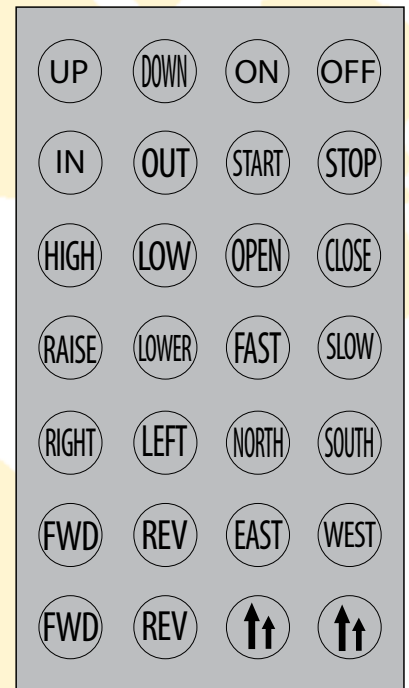 UP DOWN ON OFF
IN OUT START STOP
HIGH LOW OPEN CLOSE
RAISE LOWER FAST SLOW
RIGHT LEFT NORTH SOUTH
FWD REV EAST WEST
FWD REV